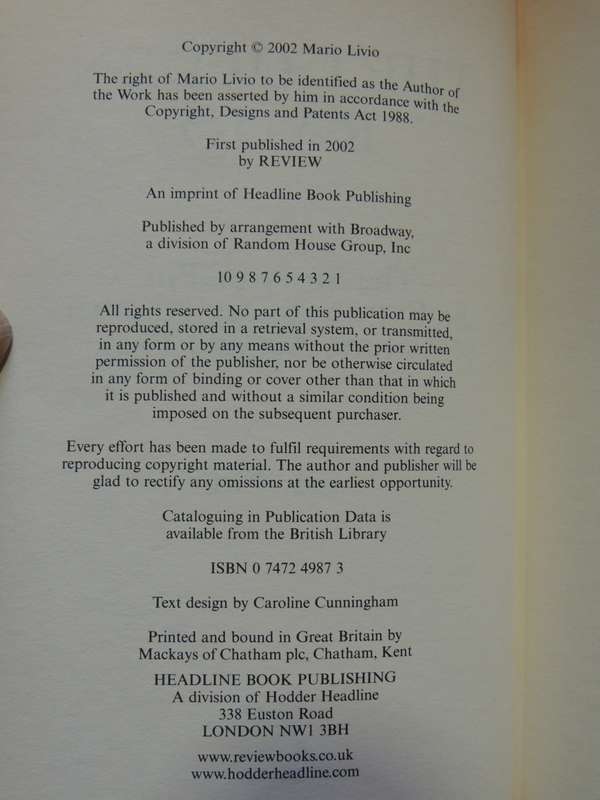 Copyright © 2002 Mario Livio
The right of Mario Livio to be identified as the Author of
the Work has been asserted by him in accordance with the
Copyright, Designs and Patents Act 1988.
First published in 2002
by REVIEW
An imprint of Headline Book Publishing
Published by arrangement with Broadway,
a division of Random House Group, Inc
10 9 8 7 6 5 4 3 2 1
All rights reserved. No part of this publication may be
reproduced, stored in a retrieval system, or transmitted,
in any form or by any means without the prior written
permission of the publisher, nor be otherwise circulated
in any form of binding or cover other than that in which
it is published and without a similar condition being
imposed on the subsequent purchaser.
Every effort has been made to fulfil requirements with regard to
reproducing copyright material. The author and publisher will be
glad to rectify any omissions at the earliest opportunity.
Cataloguing in Publication Data is
available from the British Library
ISBN 0 7472 4987 3
Text design by Caroline Cunningham
Printed and bound in Great Britain by
Mackays of Chatham plc, Chatham, Kent
HEADLINE BOOK PUBLISHING
A division of Hodder Headline
338 Euston Road
LONDON NW1 3BH
www.reviewbooks.co.uk
www.hodderheadline.com